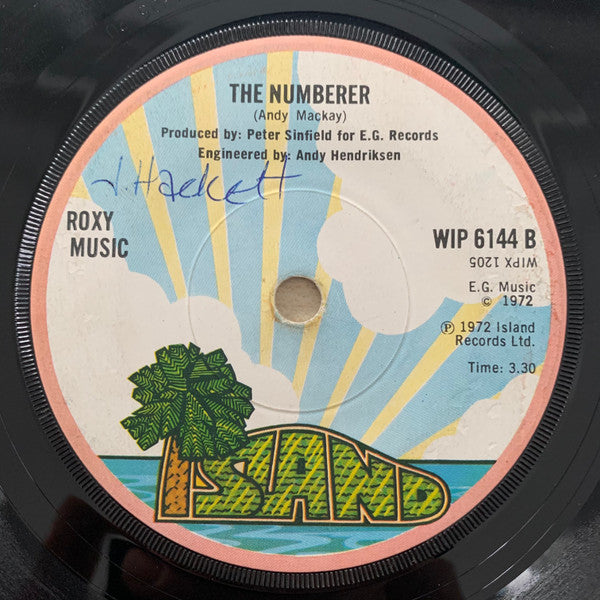 THE NUMBERER
(Andy Mackay)
Produced by: Peter Sinfield for E.G. Records
Engineered by: Andy Hendriksen
J. Hackett
ROXY
MUSIC
WIP 6144 B
WIPX 1205
E.G. Music
© 1972
℗ 1972 Island
Records Ltd.
Time: 3.30
ISLAND